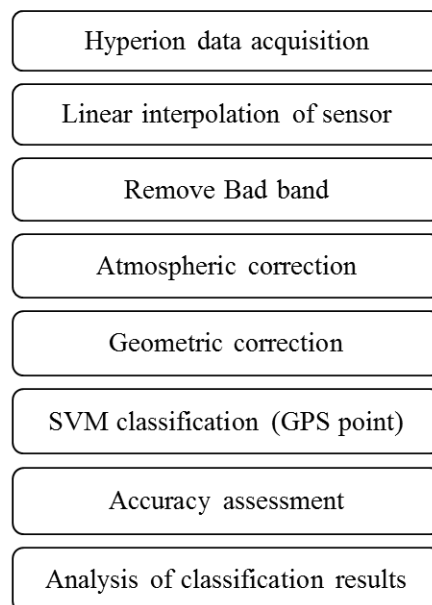 Hyperion data acquisition
Linear interpolation of sensor
Remove Bad band
Atmospheric correction
Geometric correction
SVM classification (GPS point)
Accuracy assessment
Analysis of classification results